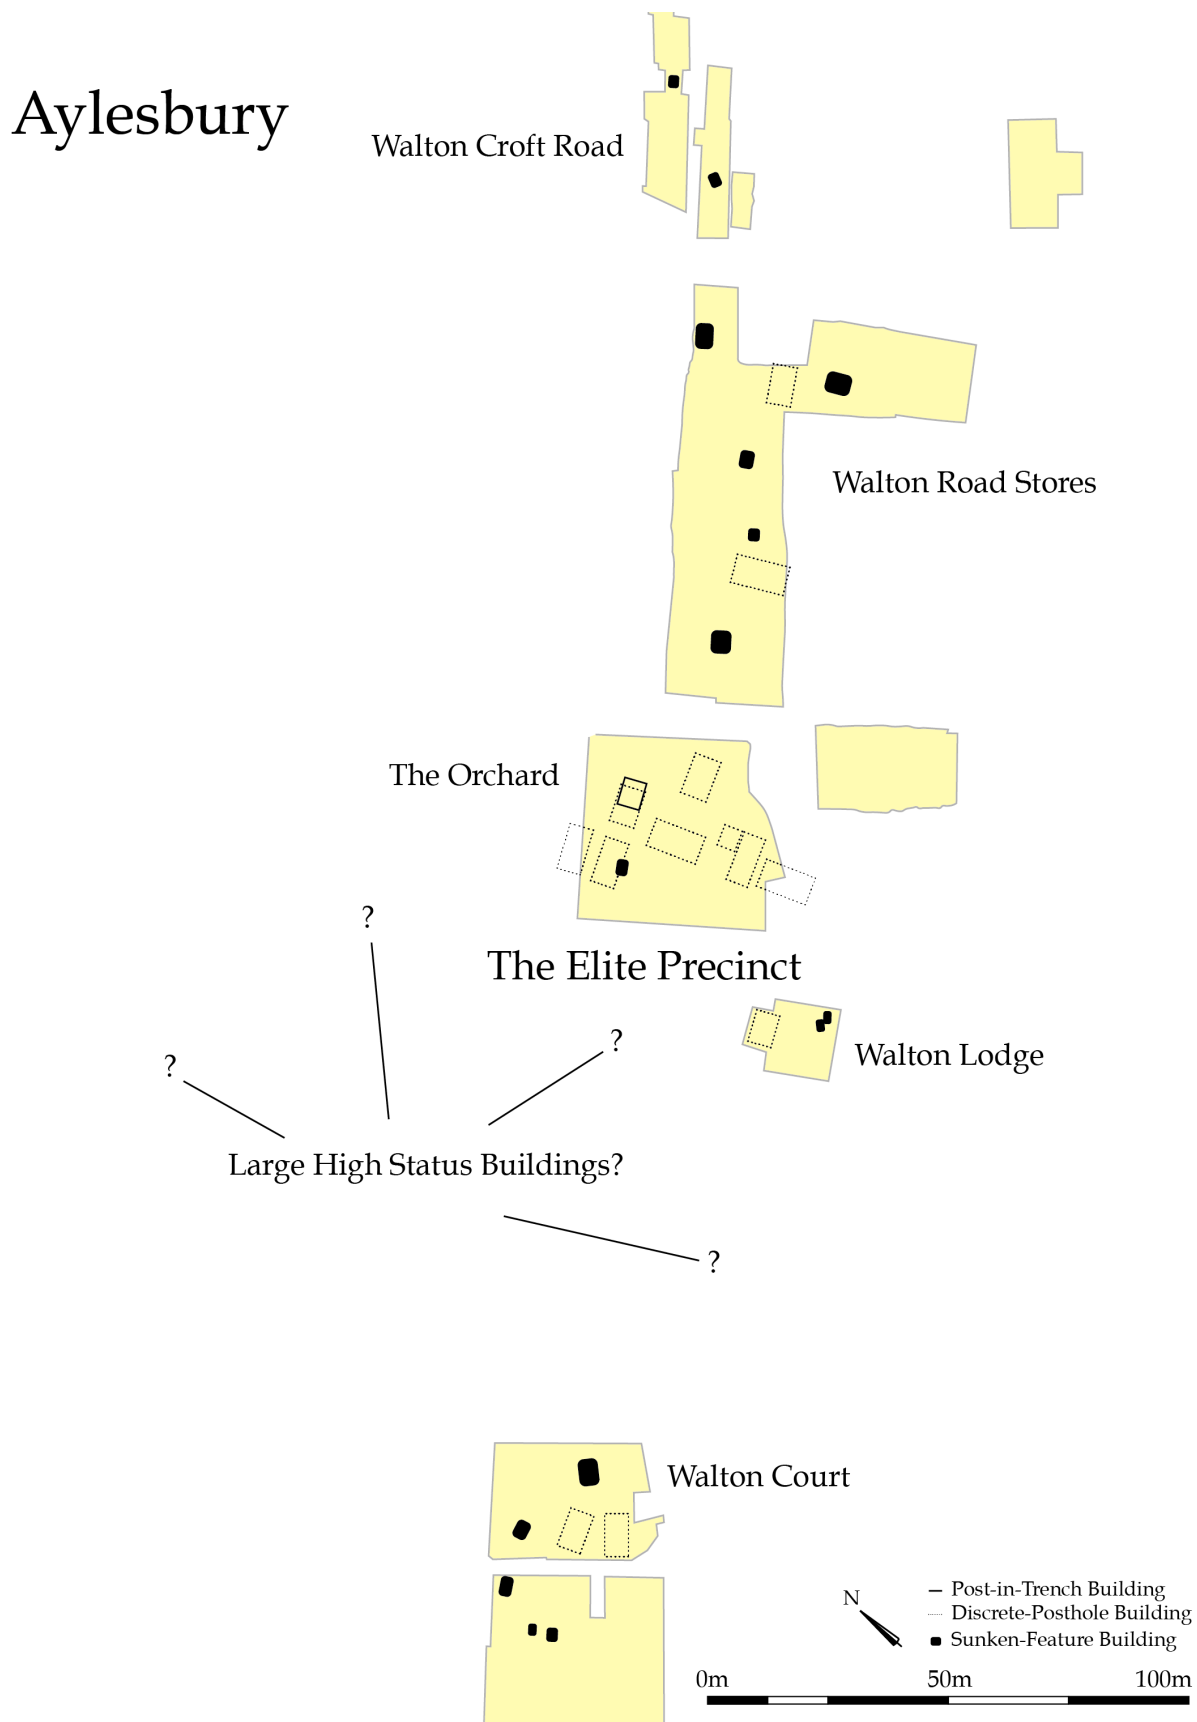 Aylesbury
Walton Croft Road
Walton Road Stores
The Orchard
?
The Elite Precinct
?
?
Walton Lodge
Large High Status Buildings?
?
Walton Court
N
Post-in-Trench Building
Discrete-Posthole Building
Sunken-Feature Building
0m 50m 100m